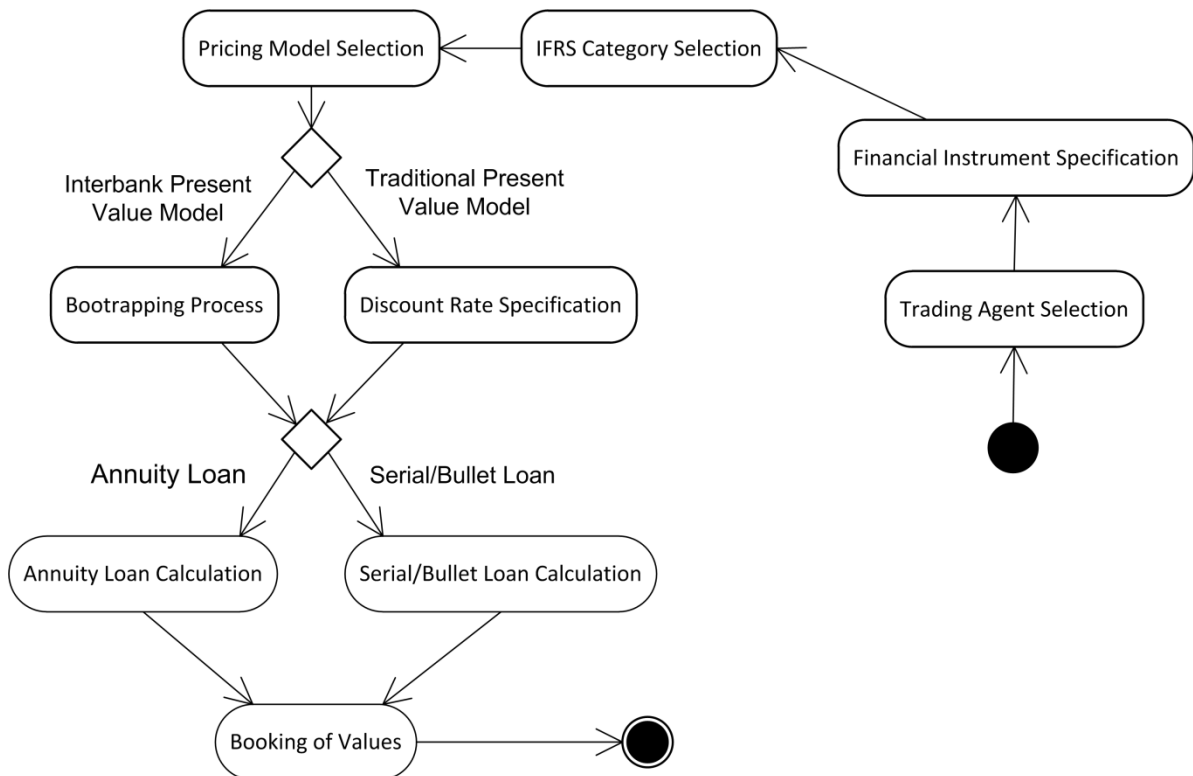 Pricing Model Selection
IFRS Category Selection
Financial Instrument Specification
Interbank Present
Value Model
Traditional Present
Value Model
Bootrapping Process
Discount Rate Specification
Trading Agent Selection
Annuity Loan
Serial/Bullet Loan
Annuity Loan Calculation
Serial/Bullet Loan Calculation
Booking of Values